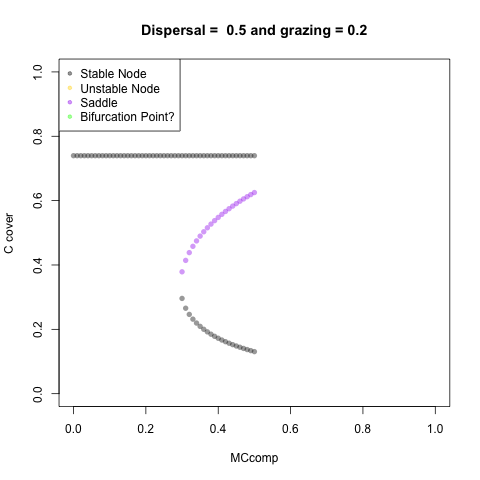 Dispersal =  0.5 and grazing = 0.2
Stable Node
Unstable Node
Saddle
Bifurcation Point?
C cover
1.0
0.8
0.6
0.4
0.2
0.0
0.0 0.2 0.4 0.6 0.8 1.0
MCcomp